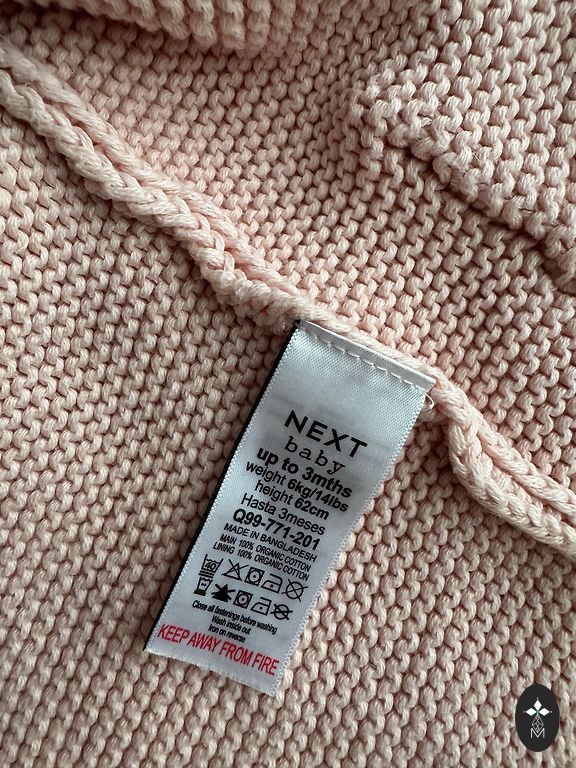 NEXT
baby
up to 3mths
weight 6kg/14lbs
height 62cm
Hasta 3meses
Q99-771-201
MADE IN BANGLADESH
MAIN 100% ORGANIC COTTON
LINING 100% ORGANIC COTTON
40
Close all fastenings before washing
Wash inside out
Iron on reverse
KEEP AWAY FROM FIRE
M